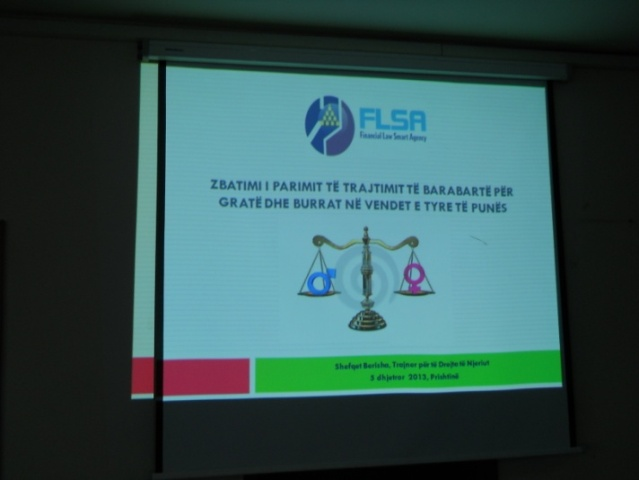 FLSA
Financial Law Smart Agency
ZBATIMI I PARIMIT TË TRAJTIMIT TË BARABARTË PËR
GRATË DHE BURRAT NË VENDET E TYRE TË PUNËS
Shefqet Berisha, Trajner për të Drejta të Njeriut
5 dhjetor 2013, Prishtinë